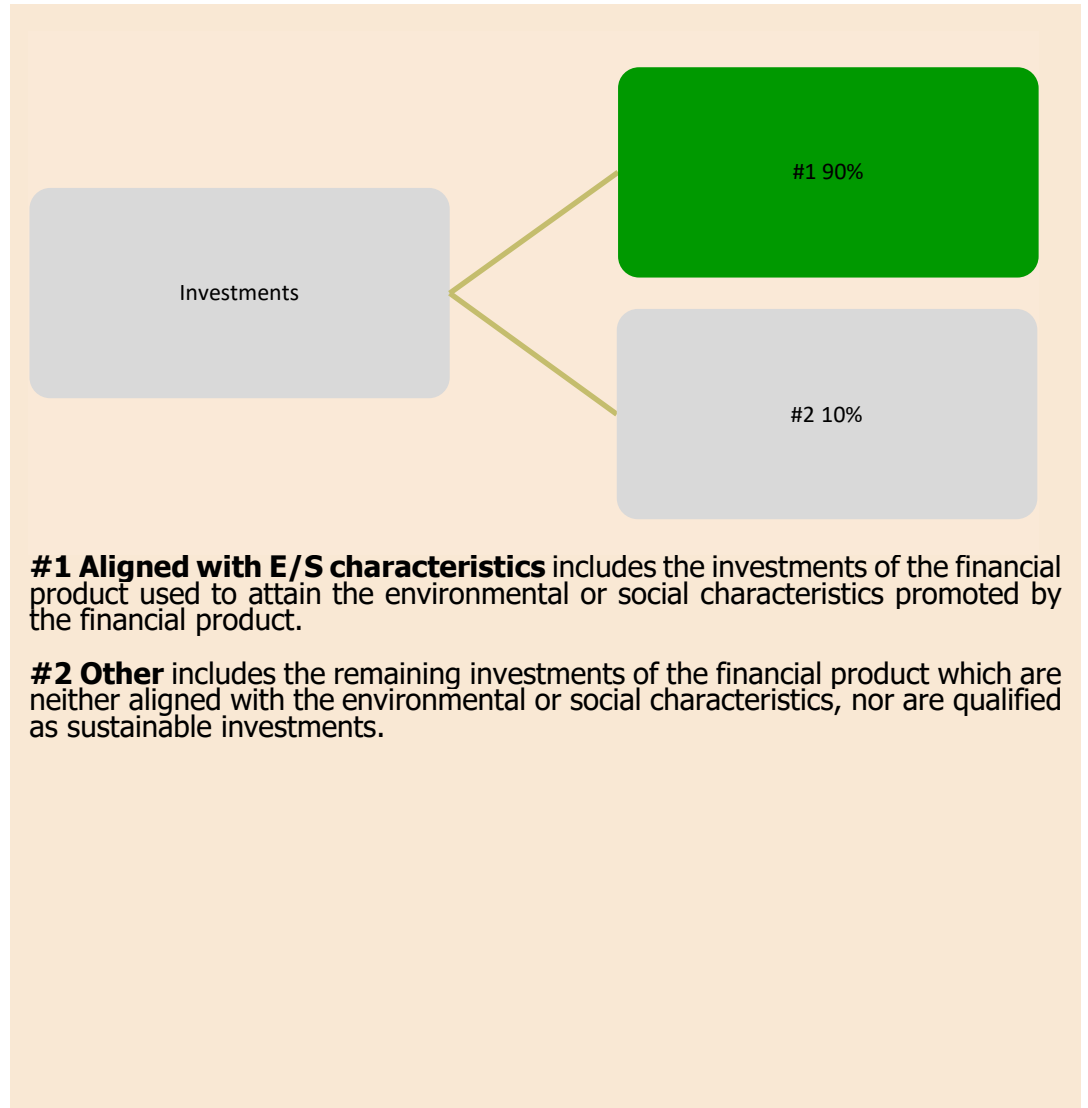 #1 90%
Investments
#2 10%
#1 Aligned with E/S characteristics includes the investments of the financial
product used to attain the environmental or social characteristics promoted by
the financial product.
#2 Other includes the remaining investments of the financial product which are
neither aligned with the environmental or social characteristics, nor are qualified
as sustainable investments.